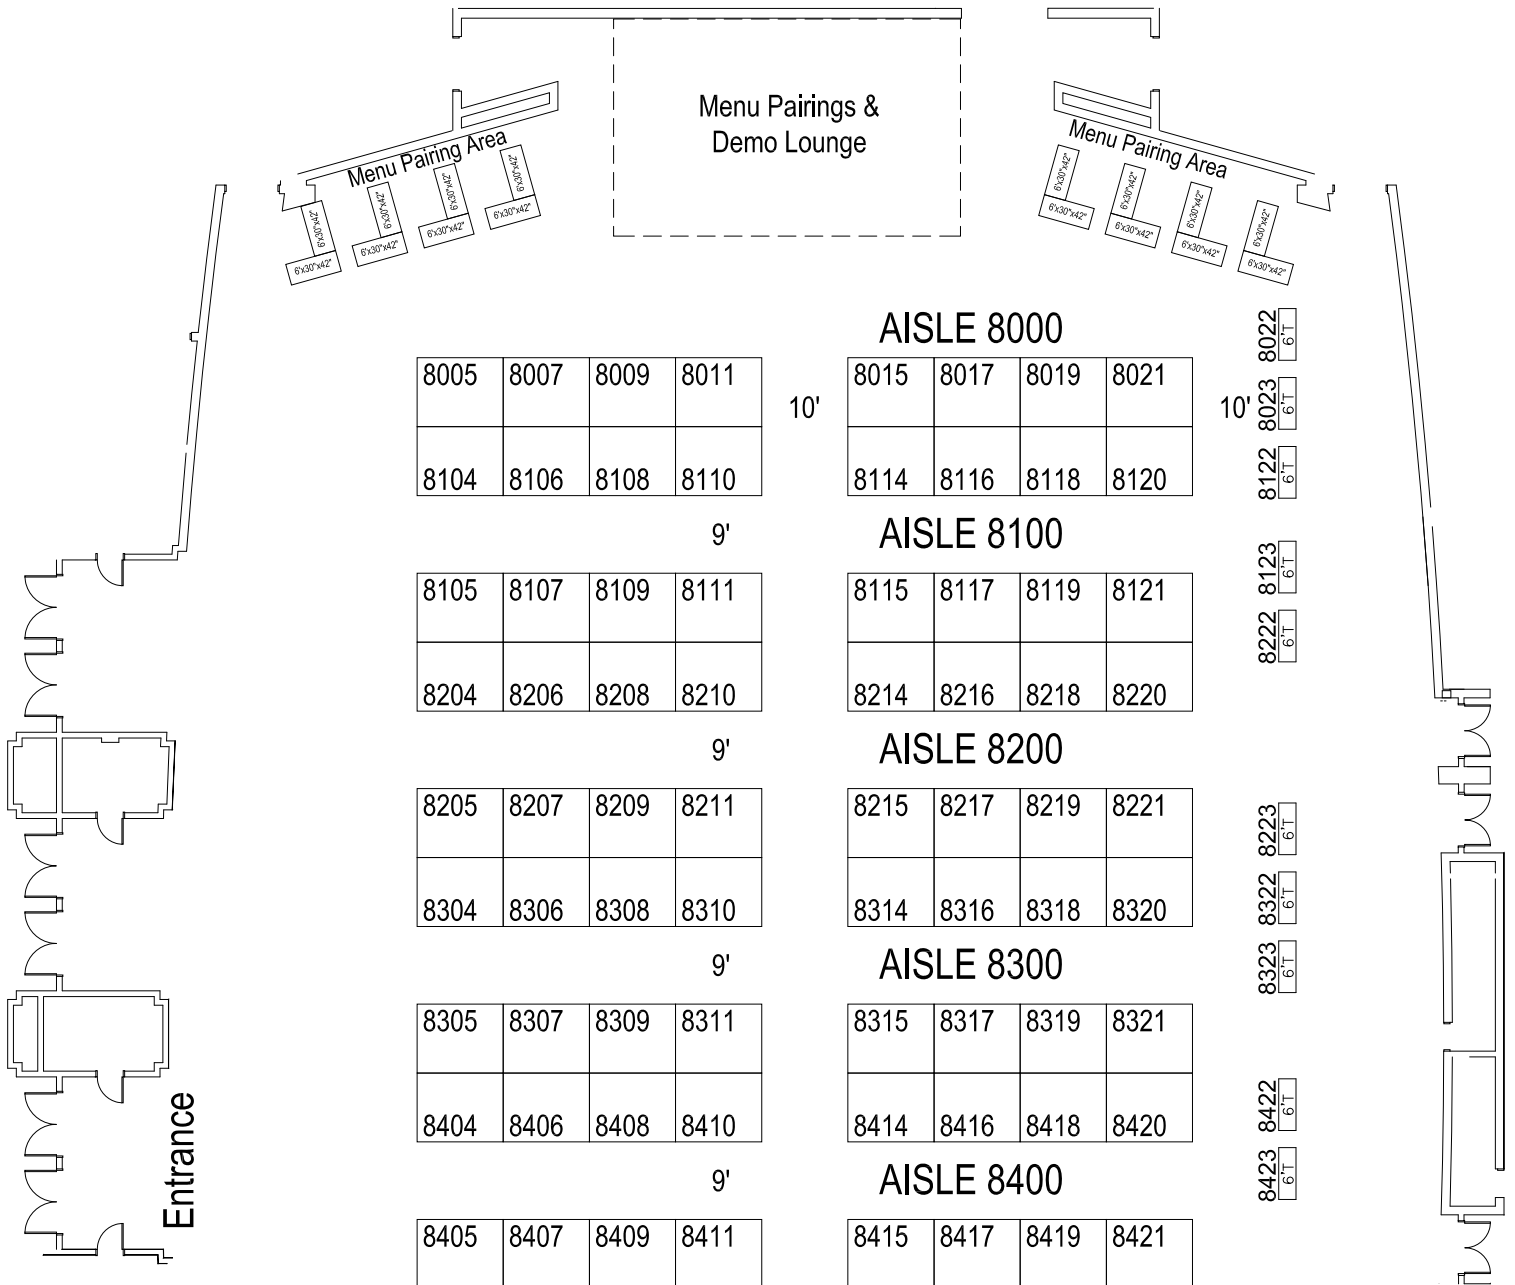 Menu Pairings &
Demo Lounge
Menu Pairing Area
6'x30"x42"
6'x30"x42"
6'x30"x42"
6'x30"x42"
6'x30"x42"
6'x30"x42"
6'x30"x42"
6'x30"x42"
Menu Pairing Area
6'x30"x42"
6'x30"x42"
6'x30"x42"
6'x30"x42"
6'x30"x42"
6'x30"x42"
6'x30"x42"
6'x30"x42"
AISLE 8000
8022 6'T
8005 8007 8009 8011 10' 8015 8017 8019 8021 10' 8023 6'T
8104 8106 8108 8110 8114 8116 8118 8120 8122 6'T
9' AISLE 8100
8123 6'T
8105 8107 8109 8111 8115 8117 8119 8121
8222 6'T
8204 8206 8208 8210 8214 8216 8218 8220
9' AISLE 8200
8205 8207 8209 8211 8215 8217 8219 8221 8223 6'T
8304 8306 8308 8310 8314 8316 8318 8320 8322 6'T
9' AISLE 8300 8323 6'T
8305 8307 8309 8311 8315 8317 8319 8321
8404 8406 8408 8410 8414 8416 8418 8420 8422 6'T
Entrance
9' AISLE 8400 8423 6'T
8405 8407 8409 8411 8415 8417 8419 8421